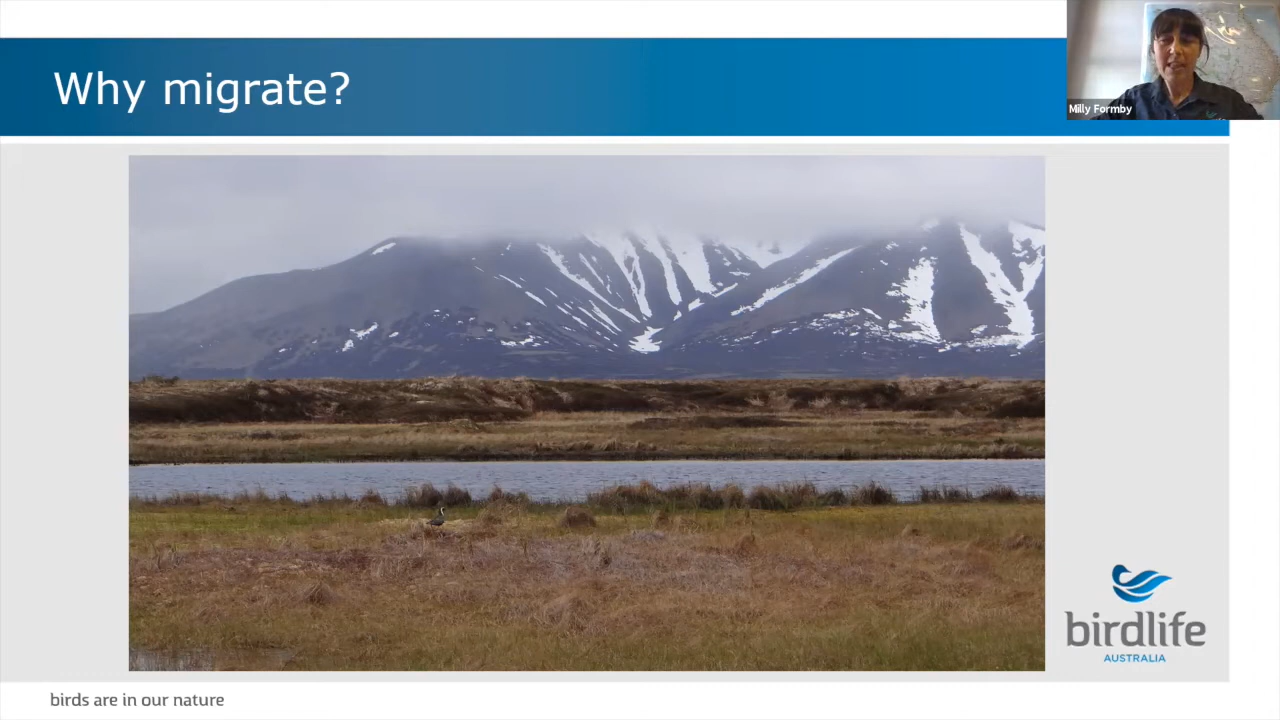 Why migrate?
Milly Formby
birdlife
AUSTRALIA
birds are in our nature